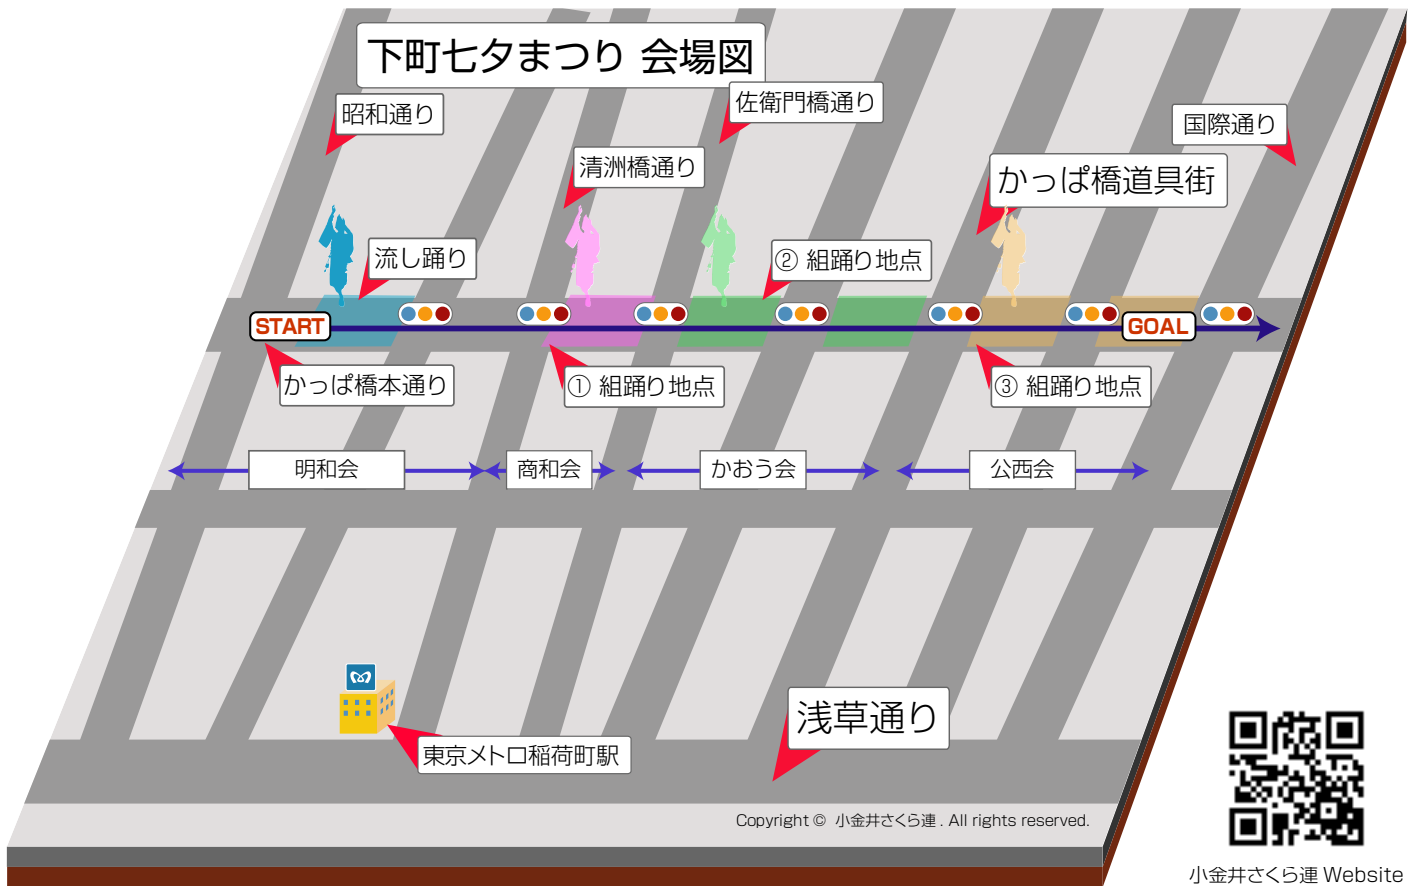 下町七夕まつり 会場図
昭和通り
佐衛門橋通り
国際通り
清洲橋通り
かっぱ橋道具街
流し踊り
② 組踊り地点
START
GOAL
かっぱ橋本通り
① 組踊り地点
③ 組踊り地点
明和会
商和会
かおう会
公西会
浅草通り
東京メトロ稲荷町駅
Copyright © 小金井さくら連 . All rights reserved.
小金井さくら連 Website